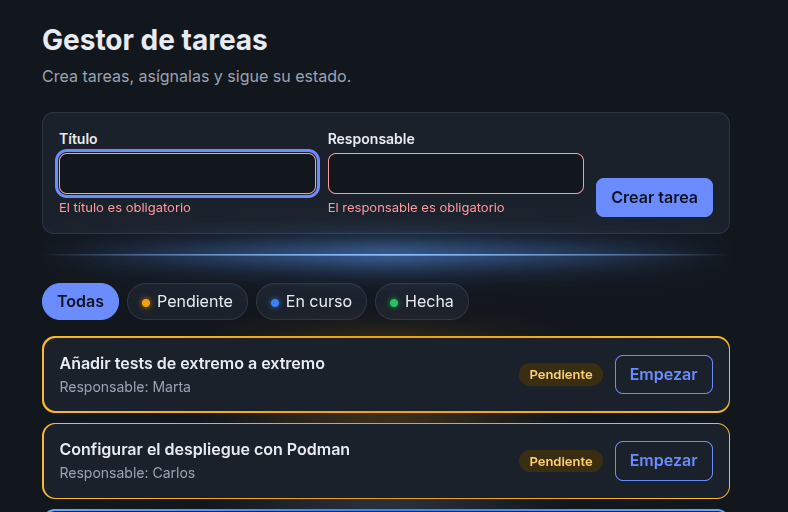 Gestor de tareas
Crea tareas, asígnalas y sigue su estado.
Título
Responsable
El título es obligatorio
El responsable es obligatorio
Crear tarea
Todas
Pendiente
En curso
Hecha
Añadir tests de extremo a extremo
Responsable: Marta
Pendiente
Empezar
Configurar el despliegue con Podman
Responsable: Carlos
Pendiente
Empezar